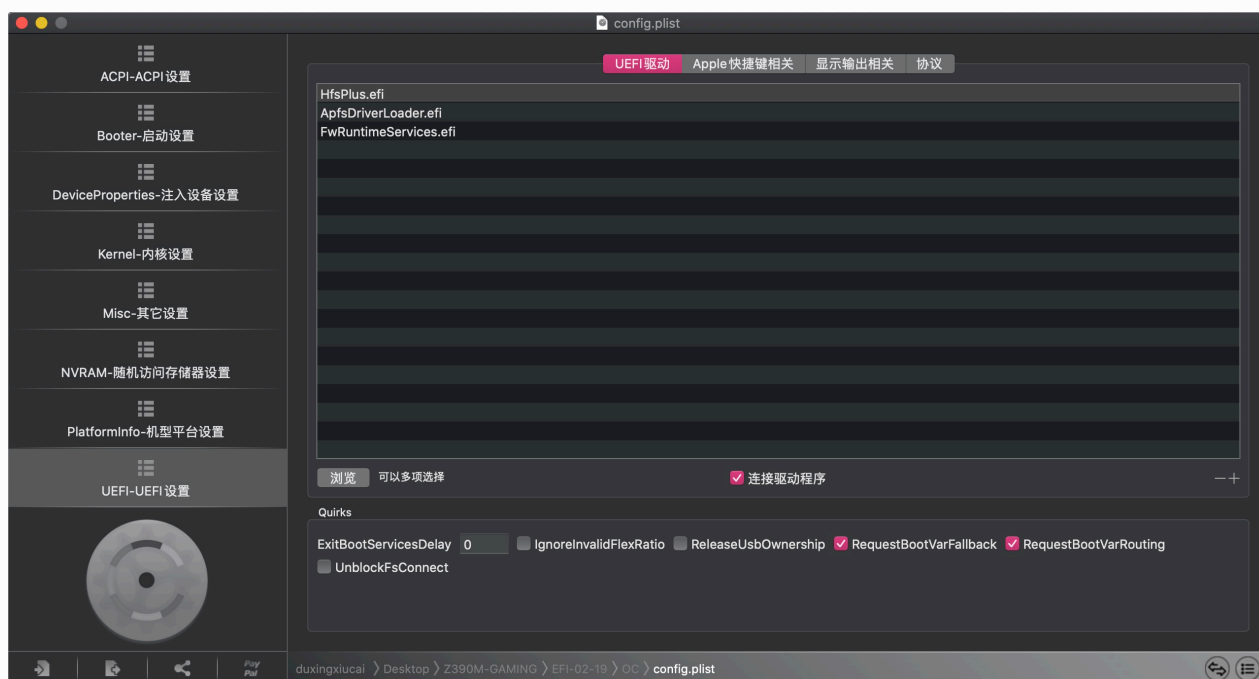 config.plist
ACPI-ACPI设置
Booter-启动设置
DeviceProperties-注入设备设置
Kernel-内核设置
Misc-其它设置
NVRAM-随机访问存储器设置
PlatformInfo-机型平台设置
UEFI-UEFI设置
Pay
Pal
UEFI驱动 Apple快捷键相关 显示输出相关 协议
HfsPlus.efi
ApfsDriverLoader.efi
FwRuntimeServices.efi
浏览 可以多项选择 连接驱动程序
Quirks
ExitBootServicesDelay 0 IgnoreInvalidFlexRatio ReleaseUsbOwnership RequestBootVarFallback RequestBootVarRouting
UnblockFsConnect
duxingxiucai 〉Desktop 〉Z390M-GAMING 〉EFI-02-19 〉OC 〉config.plist